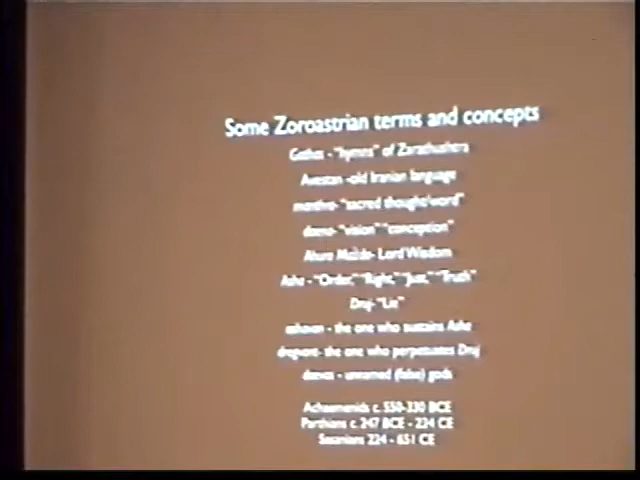 Some Zoroastrian terms and concepts
Gathas - "hymns" of Zarathushtra
Avestan -old Iranian language
manthra- "sacred thought/word"
daena- "vision" "conception"
Ahura Mazda- Lord Wisdom
Asha - "Order," "Right," "Just," "Truth"
Druj- "Lie"
ashavan - the one who sustains Asha
dregvant- the one who perpetuates Druj
daevas - unnamed (false) gods
Achaemenids c. 550-330 BCE
Parthians c. 247 BCE - 224 CE
Sasanians 224 - 651 CE